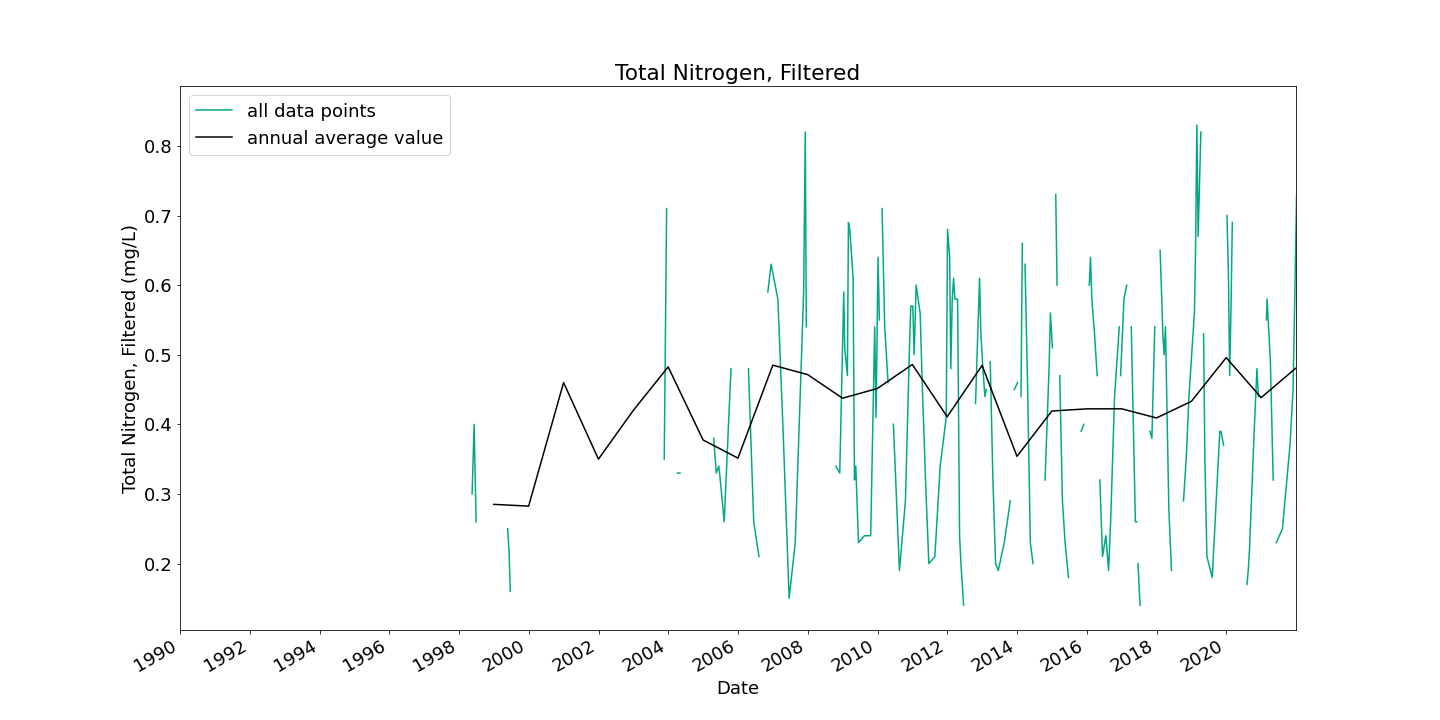 Total Nitrogen, Filtered
all data points
annual average value
Total Nitrogen, Filtered (mg/L)
0.8
0.7
0.6
0.5
0.4
0.3
0.2
1990 1992 1994 1996 1998 2000 2002 2004 2006 2008 2010 2012 2014 2016 2018 2020
Date